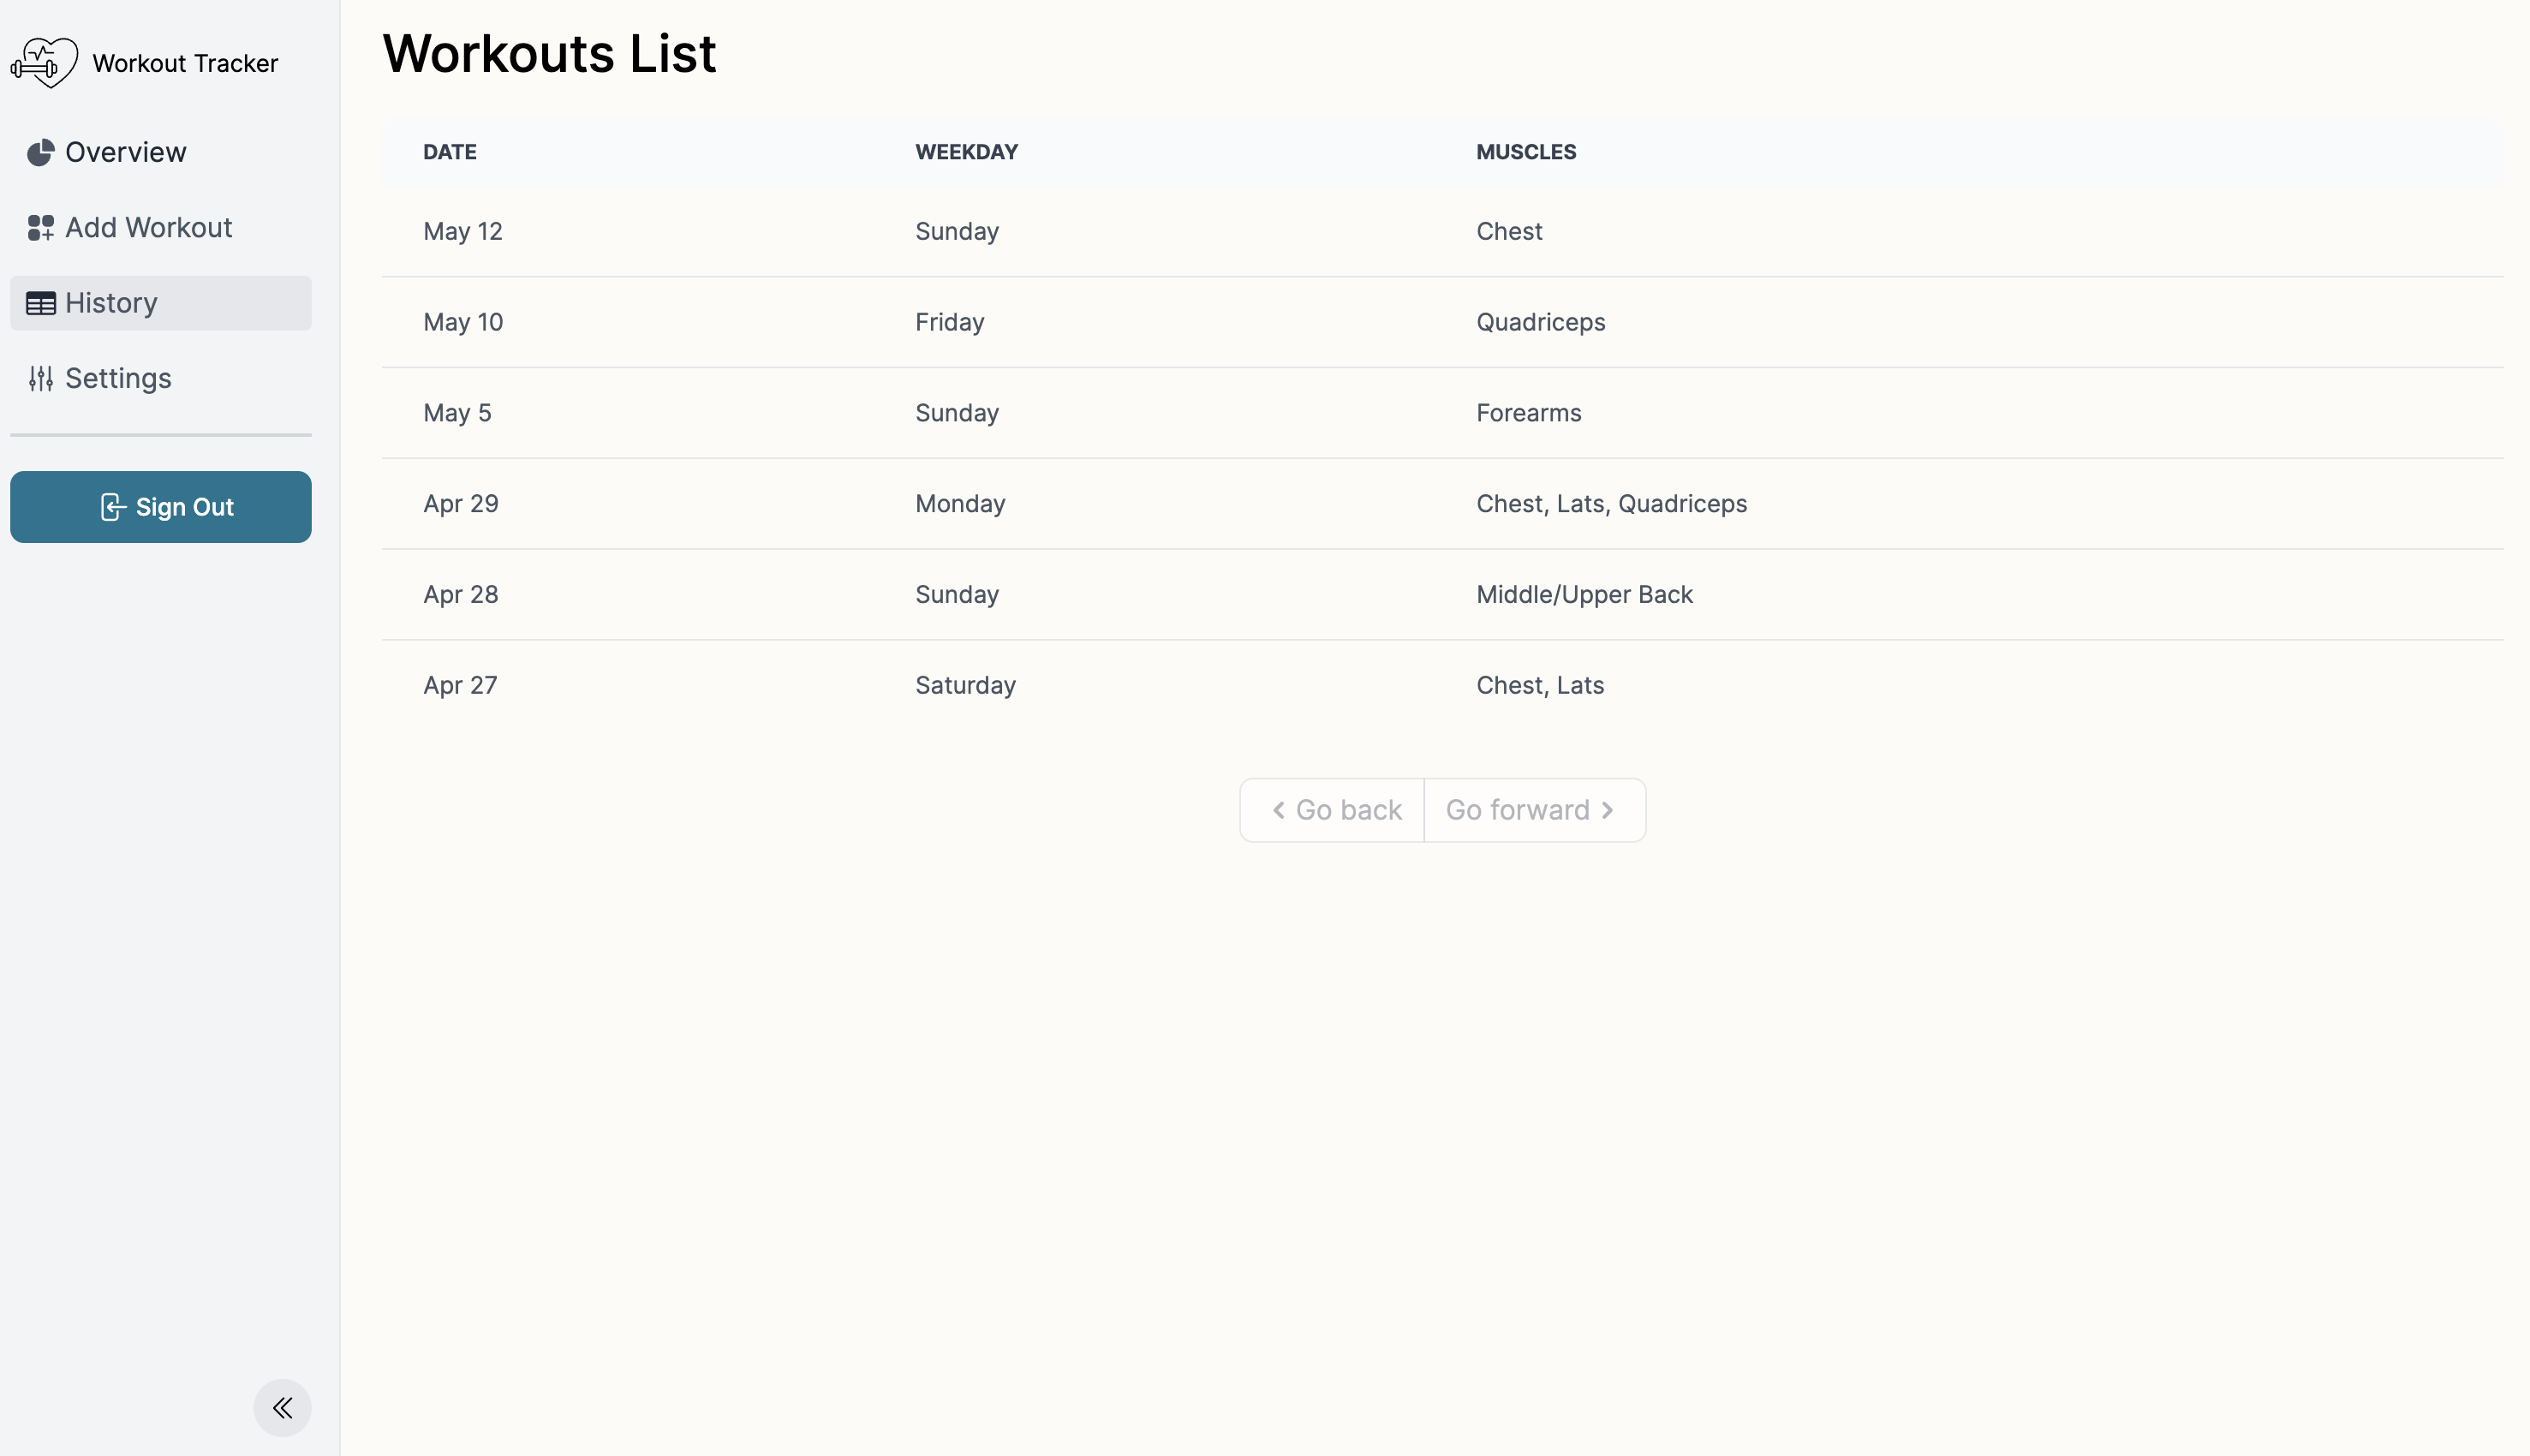 Workout Tracker
Overview
Add Workout
History
Settings
Sign Out
Workouts List
DATE WEEKDAY MUSCLES
May 12 Sunday Chest
May 10 Friday Quadriceps
May 5 Sunday Forearms
Apr 29 Monday Chest, Lats, Quadriceps
Apr 28 Sunday Middle/Upper Back
Apr 27 Saturday Chest, Lats
Go back Go forward